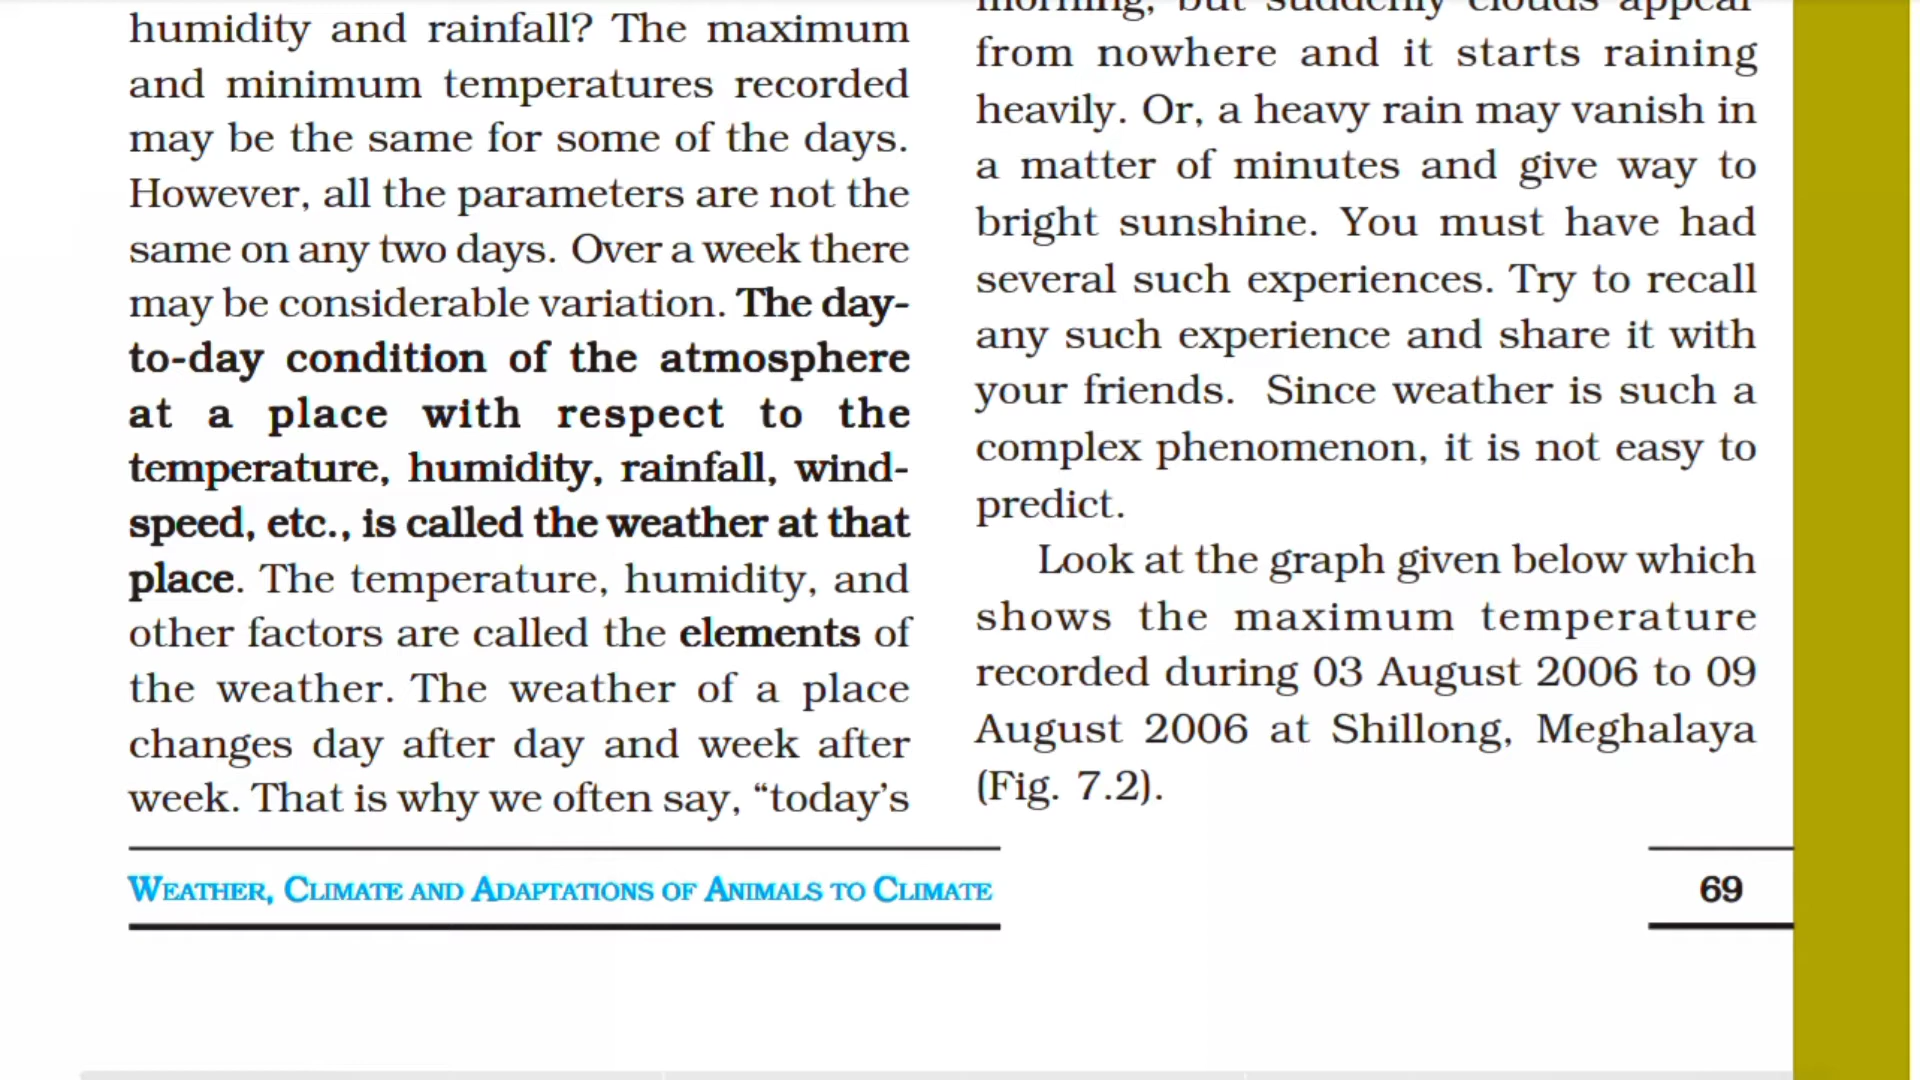 humidity and rainfall? The maximum
and minimum temperatures recorded
may be the same for some of the days.
However, all the parameters are not the
same on any two days. Over a week there
may be considerable variation. The day-
to-day condition of the atmosphere
at a place with respect to the
temperature, humidity, rainfall, wind-
speed, etc., is called the weather at that
place. The temperature, humidity, and
other factors are called the elements of
the weather. The weather of a place
changes day after day and week after
week. That is why we often say, “today’s
morning, but suddenly clouds appear
from nowhere and it starts raining
heavily. Or, a heavy rain may vanish in
a matter of minutes and give way to
bright sunshine. You must have had
several such experiences. Try to recall
any such experience and share it with
your friends. Since weather is such a
complex phenomenon, it is not easy to
predict.
Look at the graph given below which
shows the maximum temperature
recorded during 03 August 2006 to 09
August 2006 at Shillong, Meghalaya
(Fig. 7.2).
WEATHER, CLIMATE AND ADAPTATIONS OF ANIMALS TO CLIMATE
69